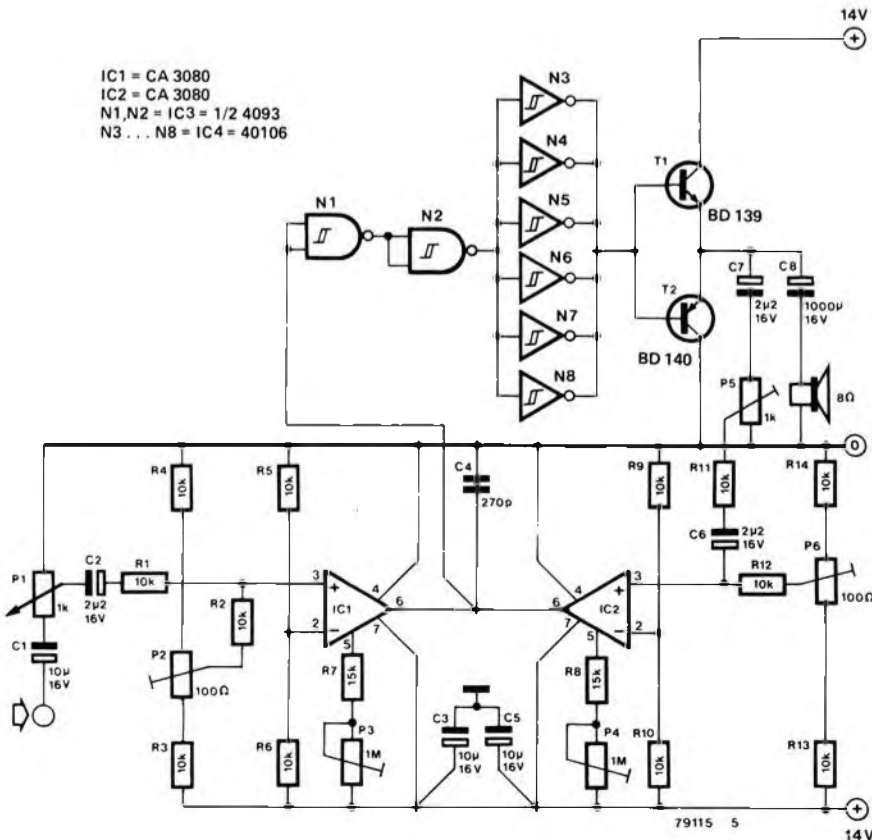 14V
+
IC1 = CA 3080
IC2 = CA 3080
N1,N2 = IC3 = 1/2 4093
N3 . . . N8 = IC4 = 40106
N3
N4
N5
N6
N7
N8
N1
N2
T1
BD 139
T2
BD 140
C7
2µ2
16V
C8
1000µ
16V
P5
1k
8Ω
0
R4
10k
R5
10k
C4
270p
R9
10k
R11
10k
R14
10k
P1
1k
C2
2µ2
16V
R1
10k
R2
10k
3
+
IC1
2
–
4
6
7
5
C6
2µ2
16V
R12
10k
P6
100Ω
4
6
7
5
IC2
3
+
2
–
C1
10µ
16V
P2
100Ω
R7
15k
R8
15k
R3
10k
R6
10k
P3
1M
C3
10µ
16V
C5
10µ
16V
P4
1M
R10
10k
R13
10k
79115 5
+
14V